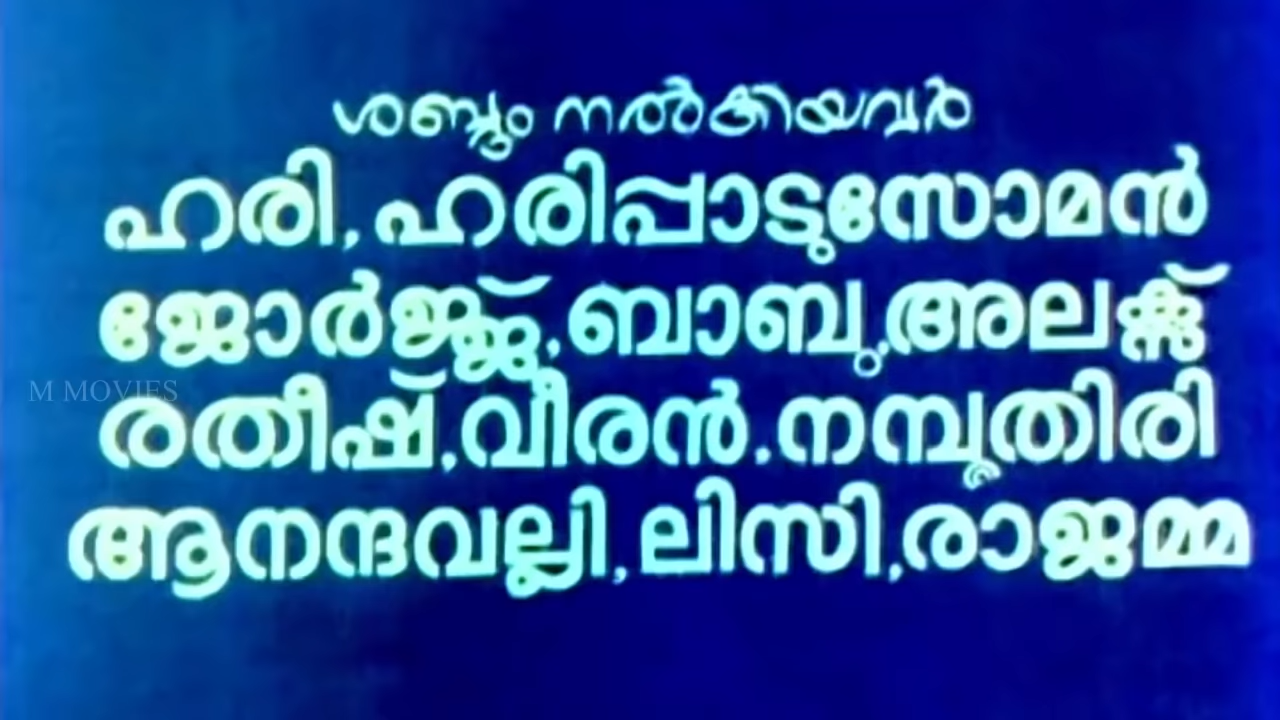 ശബ്ദം നൽകിയവർ
ഹരി, ഹരിപ്പാടുസോമൻ
ജോർജ്ജ്, ബാബു, അലക്സ്
M MOVIES
രതീഷ്, വീരൻ, നമ്പൂതിരി
ആനന്ദവല്ലി, ലിസി, രാജമ്മ